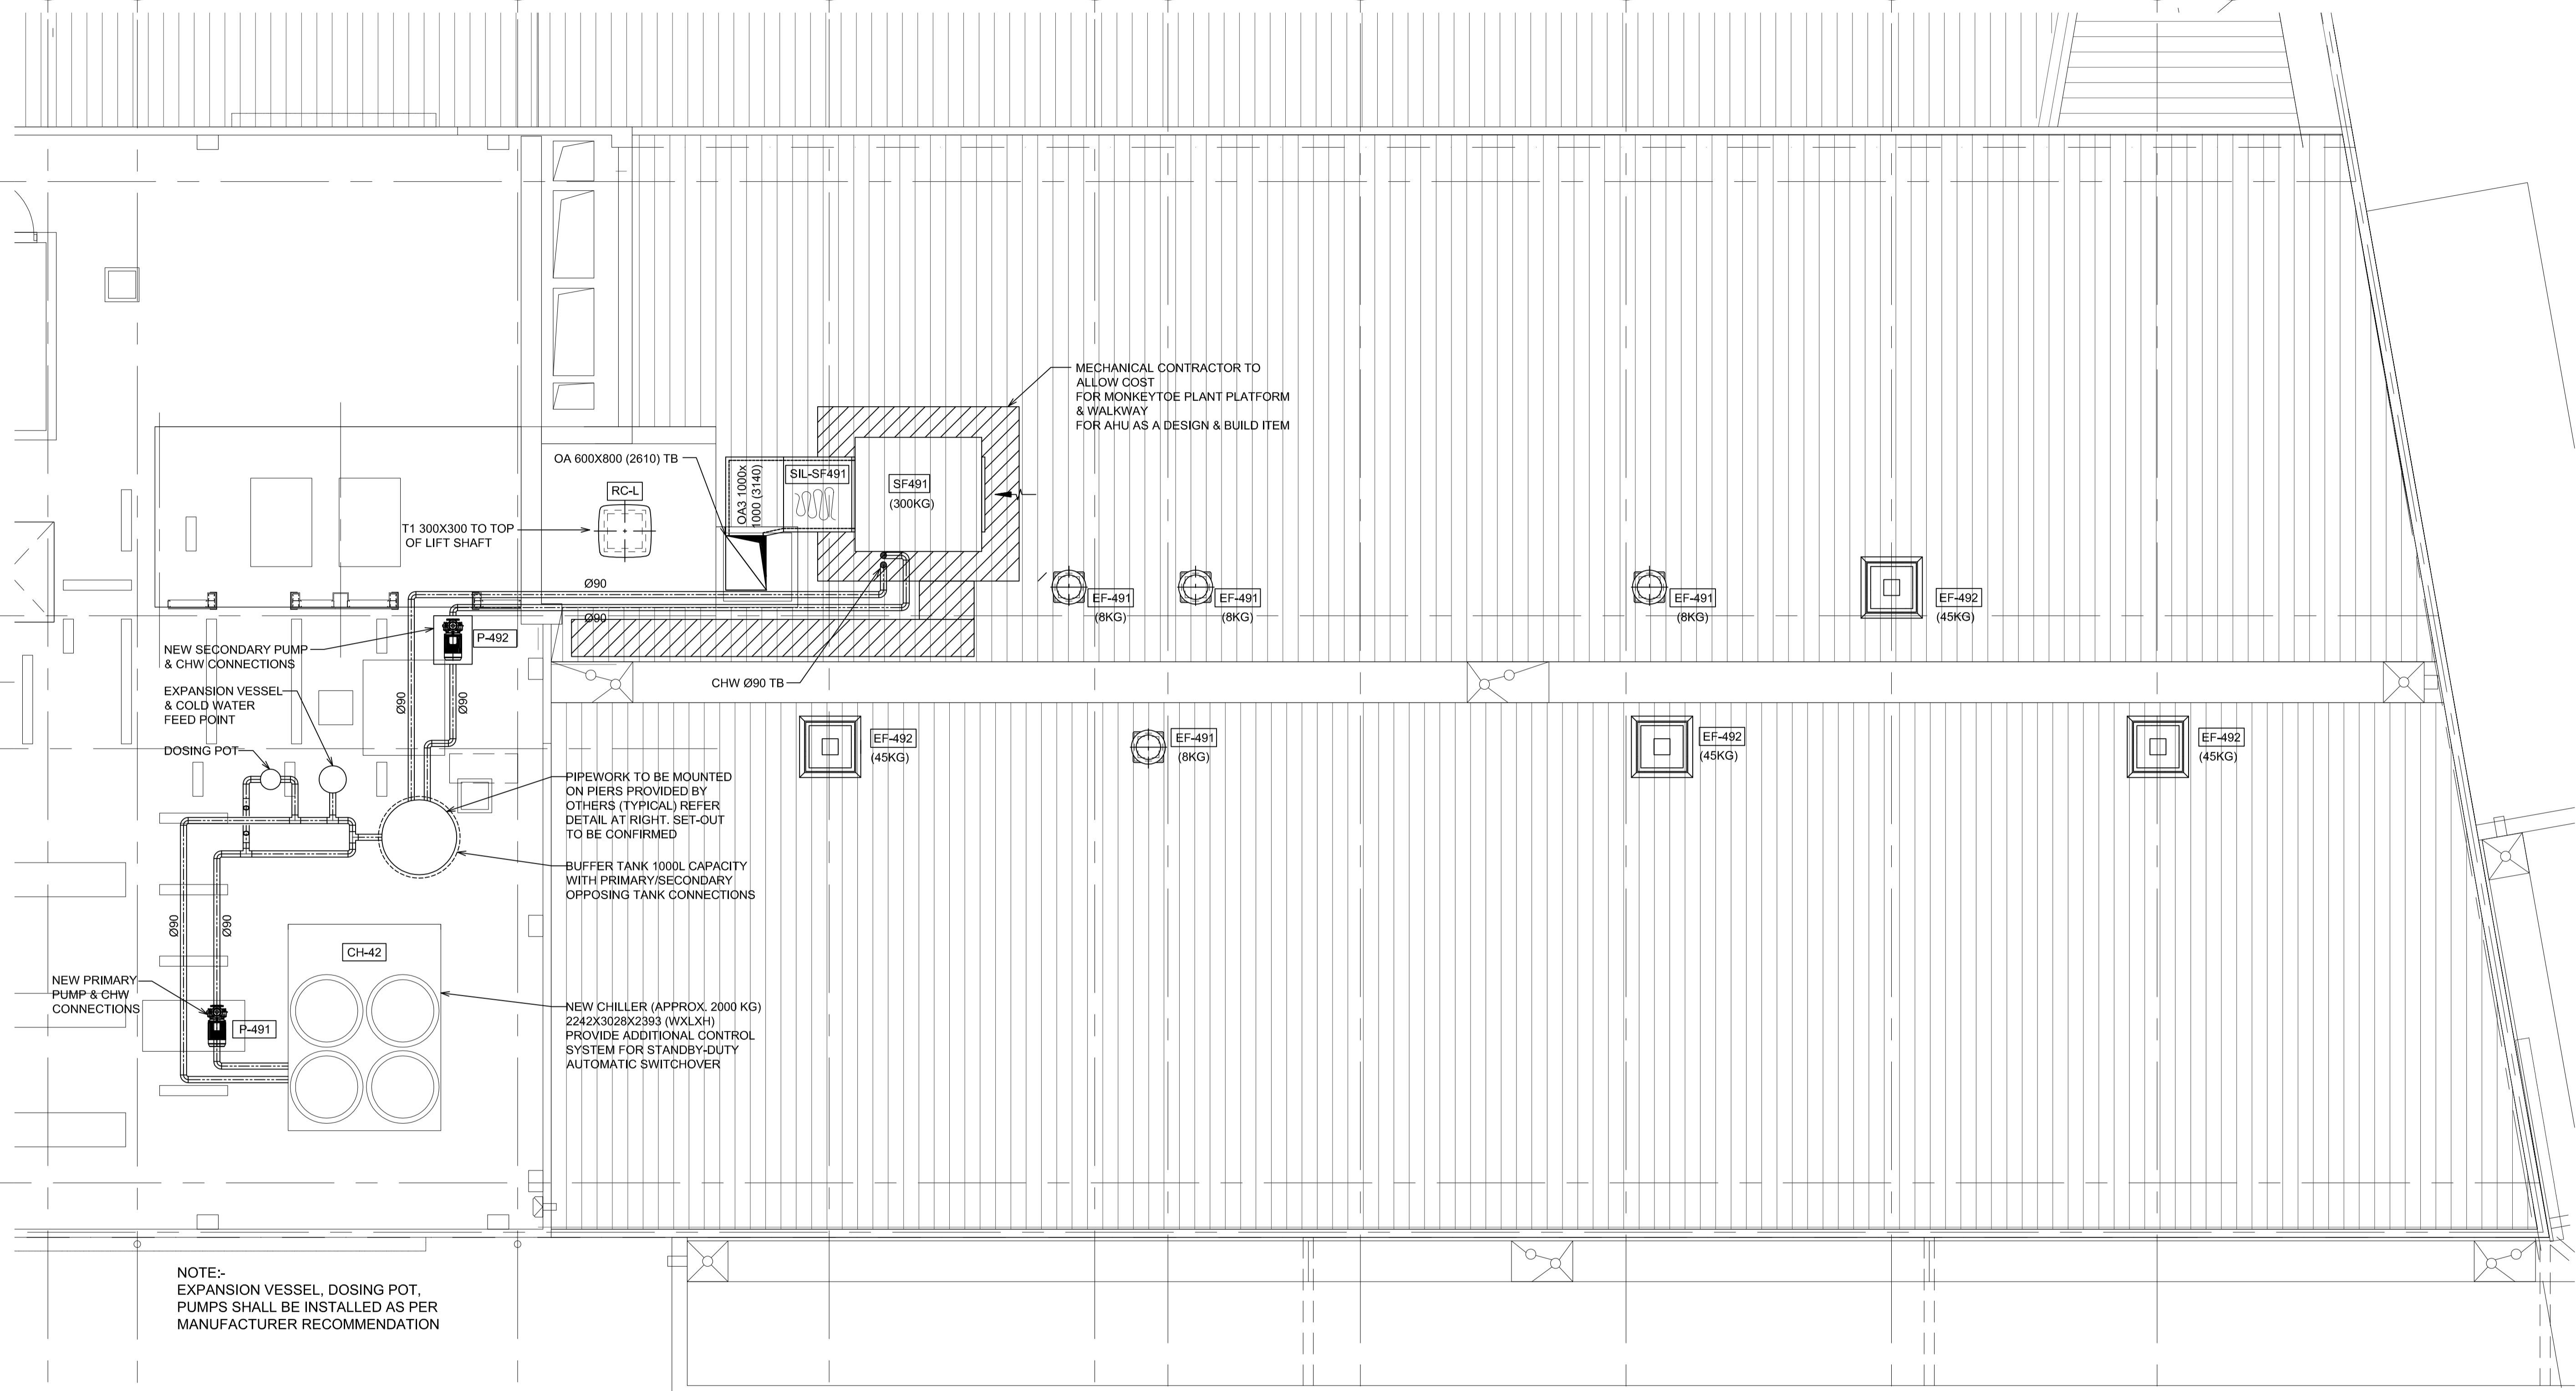 MECHANICAL CONTRACTOR TO
ALLOW COST
FOR MONKEYTOE PLANT PLATFORM
& WALKWAY
FOR AHU AS A DESIGN & BUILD ITEM
OA 600X800 (2610) TB
OA3 1000x
1000 (3140)
SIL-SF491
SF491
(300KG)
RC-L
T1 300X300 TO TOP
OF LIFT SHAFT
Ø90
Ø90
EF-491
(8KG)
EF-491
(8KG)
EF-491
(8KG)
EF-492
(45KG)
P-492
NEW SECONDARY PUMP
& CHW CONNECTIONS
CHW Ø90 TB
EXPANSION VESSEL
& COLD WATER
FEED POINT
Ø90
Ø90
DOSING POT
EF-492
(45KG)
EF-491
(8KG)
EF-492
(45KG)
EF-492
(45KG)
PIPEWORK TO BE MOUNTED
ON PIERS PROVIDED BY
OTHERS (TYPICAL) REFER
DETAIL AT RIGHT. SET-OUT
TO BE CONFIRMED
BUFFER TANK 1000L CAPACITY
WITH PRIMARY/SECONDARY
OPPOSING TANK CONNECTIONS
Ø90
Ø90
CH-42
NEW PRIMARY
PUMP & CHW
CONNECTIONS
P-491
NEW CHILLER (APPROX. 2000 KG)
2242X3028X2393 (WXLXH)
PROVIDE ADDITIONAL CONTROL
SYSTEM FOR STANDBY-DUTY
AUTOMATIC SWITCHOVER
NOTE:-
EXPANSION VESSEL, DOSING POT,
PUMPS SHALL BE INSTALLED AS PER
MANUFACTURER RECOMMENDATION